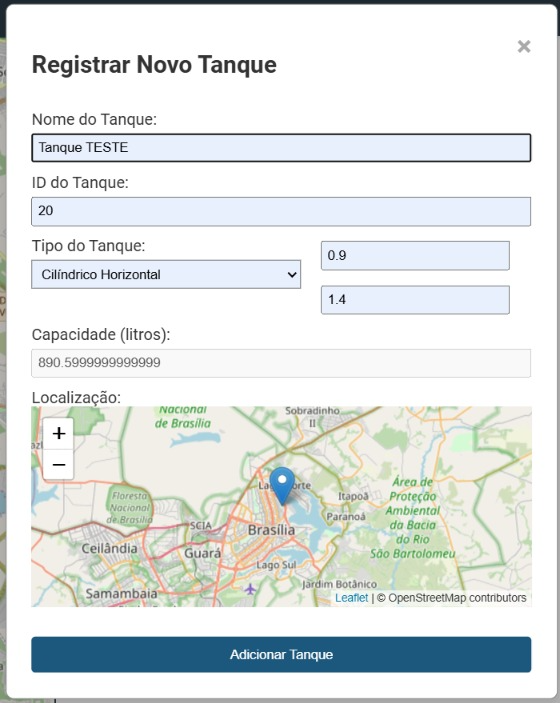 ×
Registrar Novo Tanque
Nome do Tanque:
Tanque TESTE
ID do Tanque:
20
Tipo do Tanque:
Cilíndrico Horizontal
0.9
1.4
Capacidade (litros):
890.5999999999999
Localização:
Nacional
de Brasília
Sobradinho
II
+
−
Lago Norte
Floresta
Nacional
de Brasília
SCIA
Itapoã
Paranoá
Área de
Proteção
Ambiental
da Bacia
do Rio
São Bartolomeu
Brasília
Ceilândia
Guará
Lago Sul
Jardim Botânico
Samambaia
Leaflet | © OpenStreetMap contributors
Adicionar Tanque